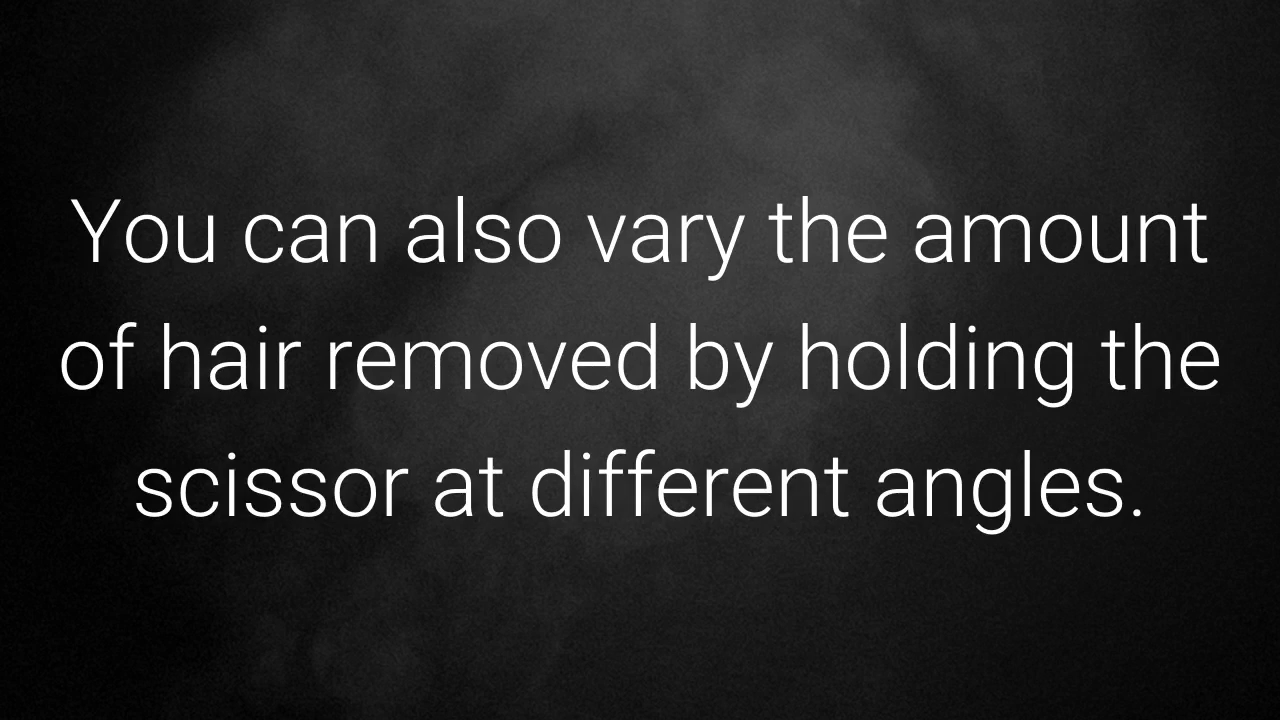 You can also vary the amount
of hair removed by holding the
scissor at different angles.